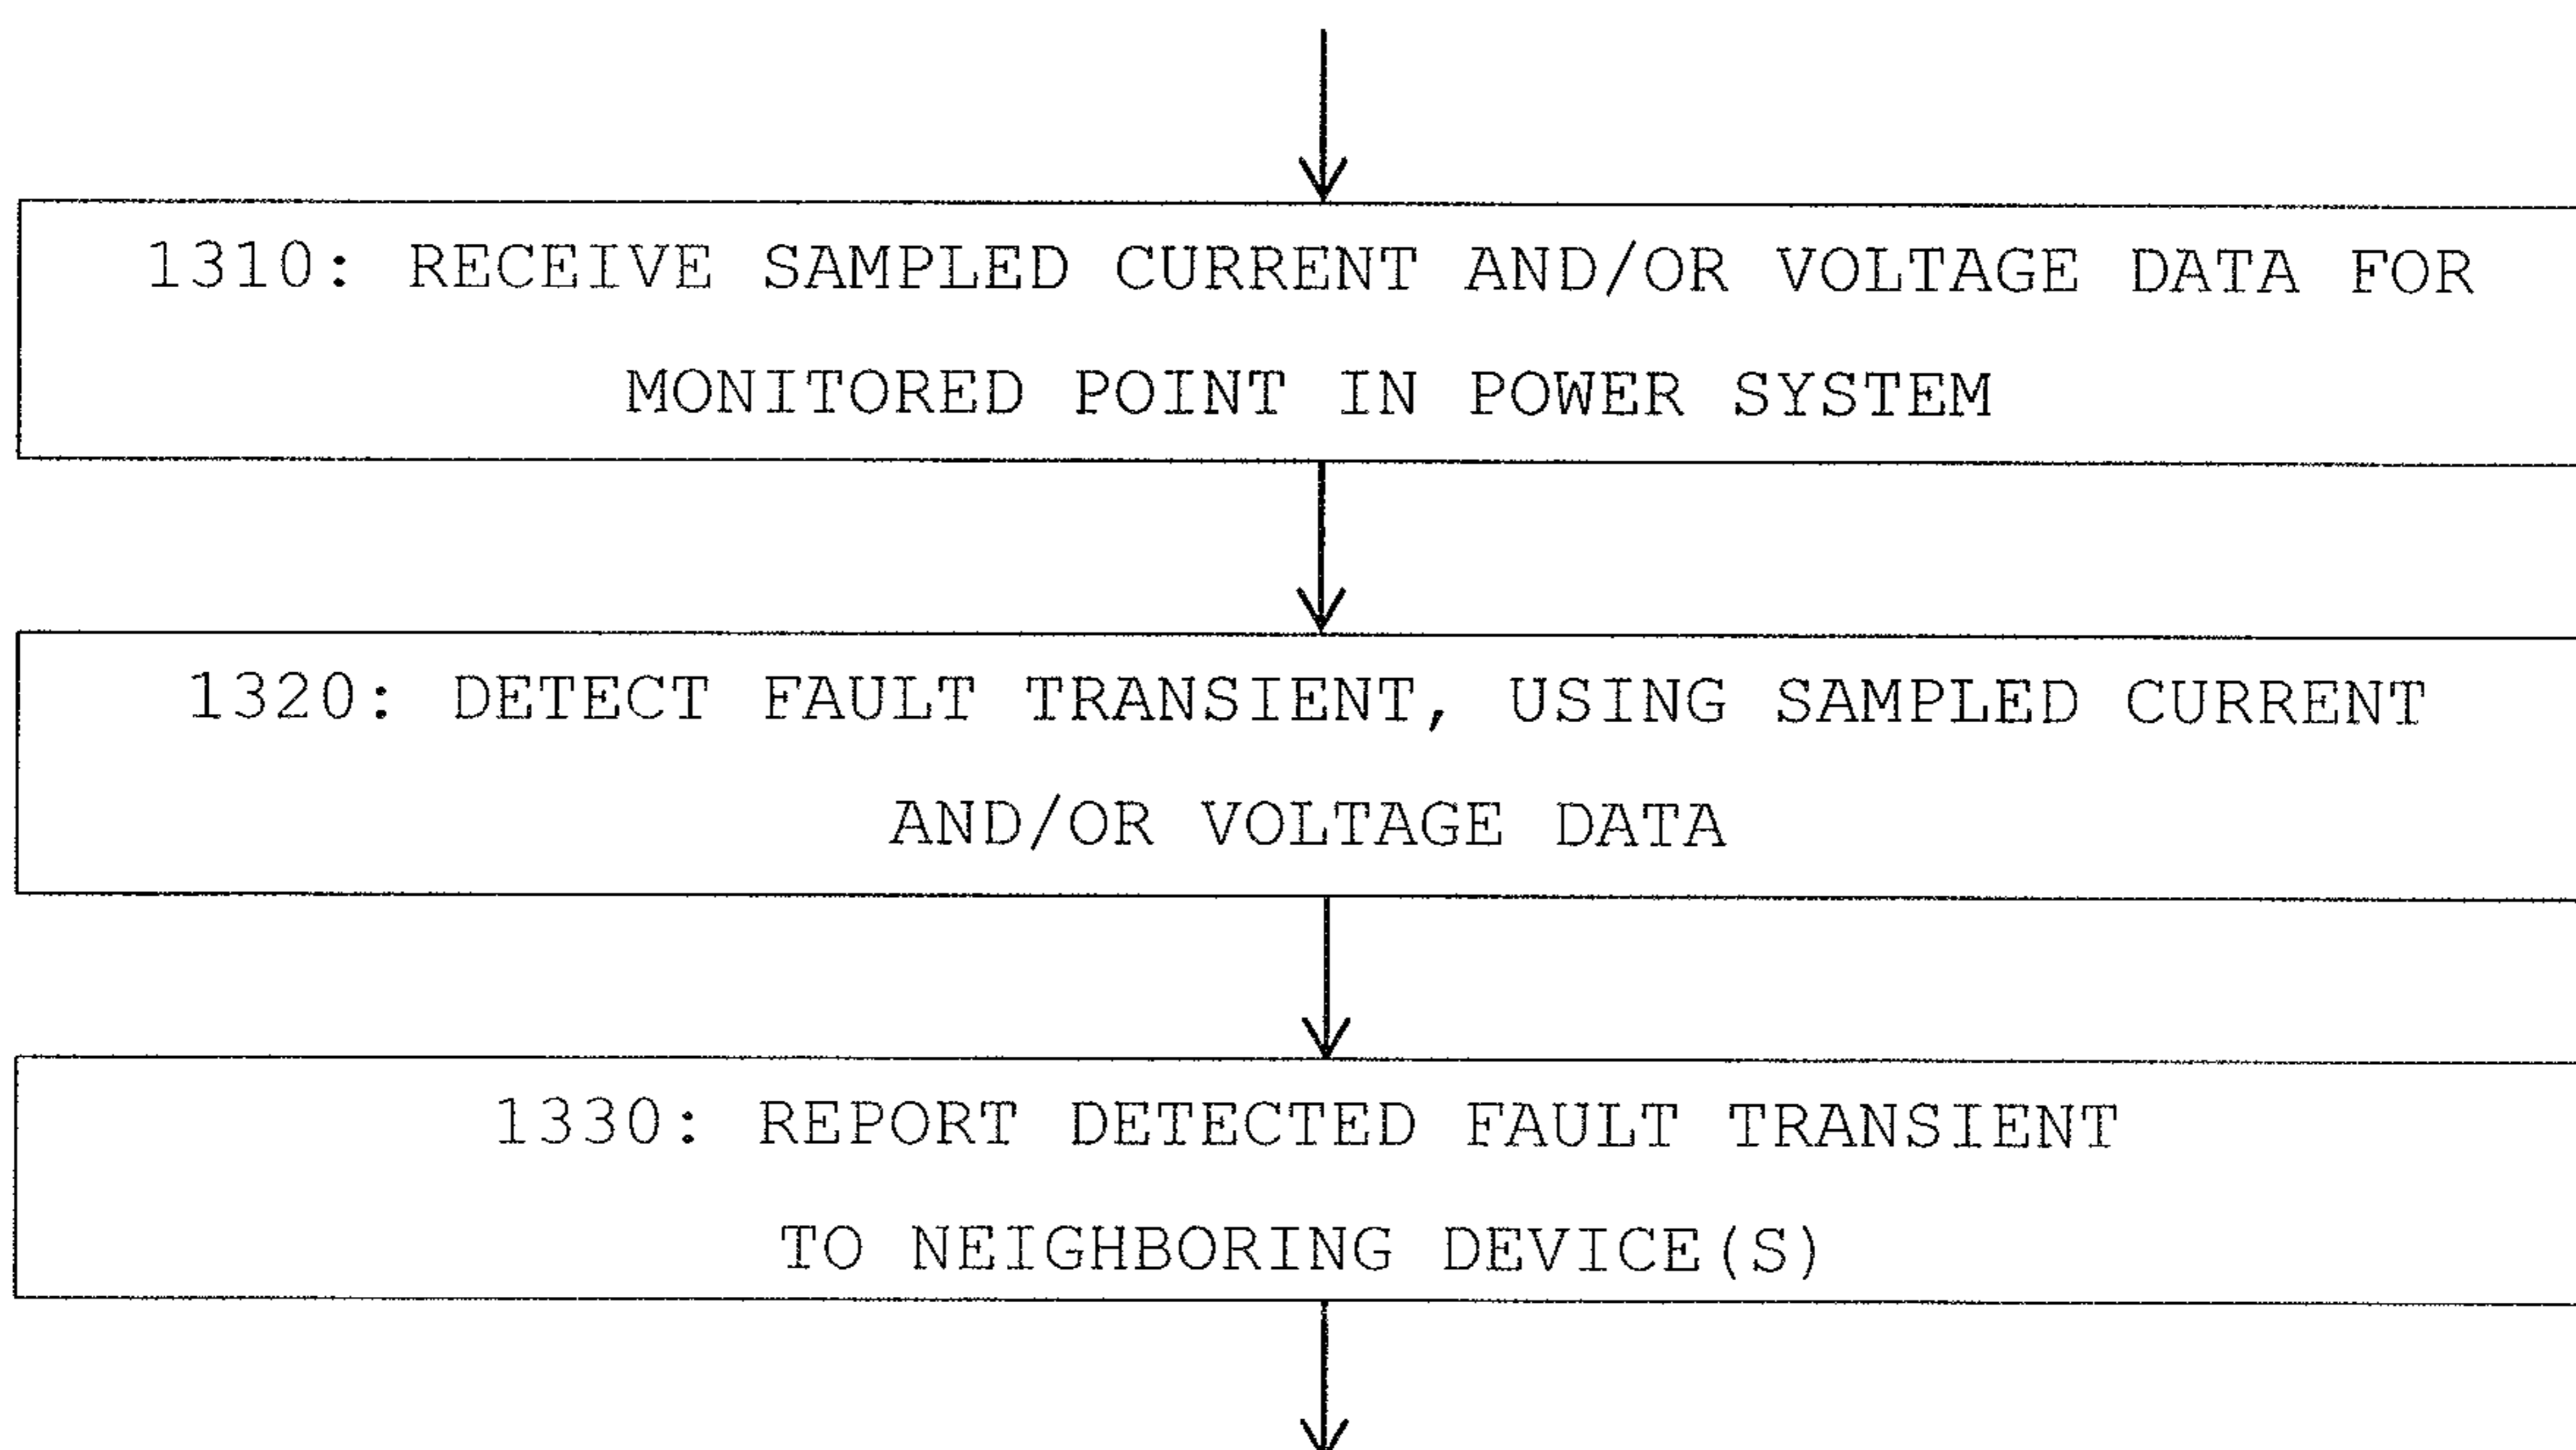 1310: RECEIVE SAMPLED CURRENT AND/OR VOLTAGE DATA FOR
MONITORED POINT IN POWER SYSTEM
1320: DETECT FAULT TRANSIENT, USING SAMPLED CURRENT
AND/OR VOLTAGE DATA
1330: REPORT DETECTED FAULT TRANSIENT
TO NEIGHBORING DEVICE(S)